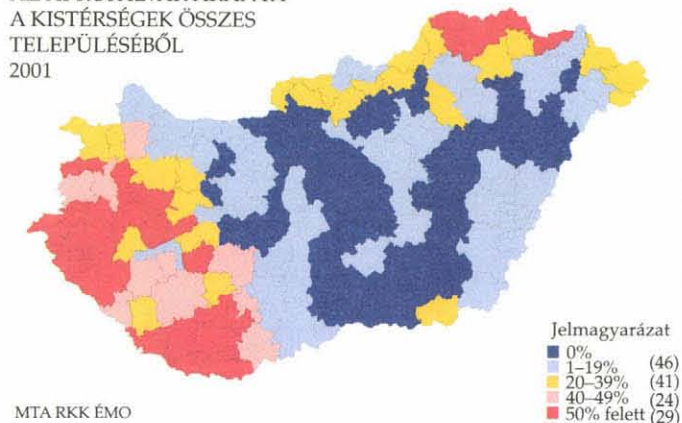 A KISTÉRSÉGEK ÖSSZES
TELEPÜLÉSÉBŐL
2001
Jelmagyarázat
0%
1–19% (46)
20–39% (41)
40–49% (24)
50% felett (29)
MTA RKK ÉMO